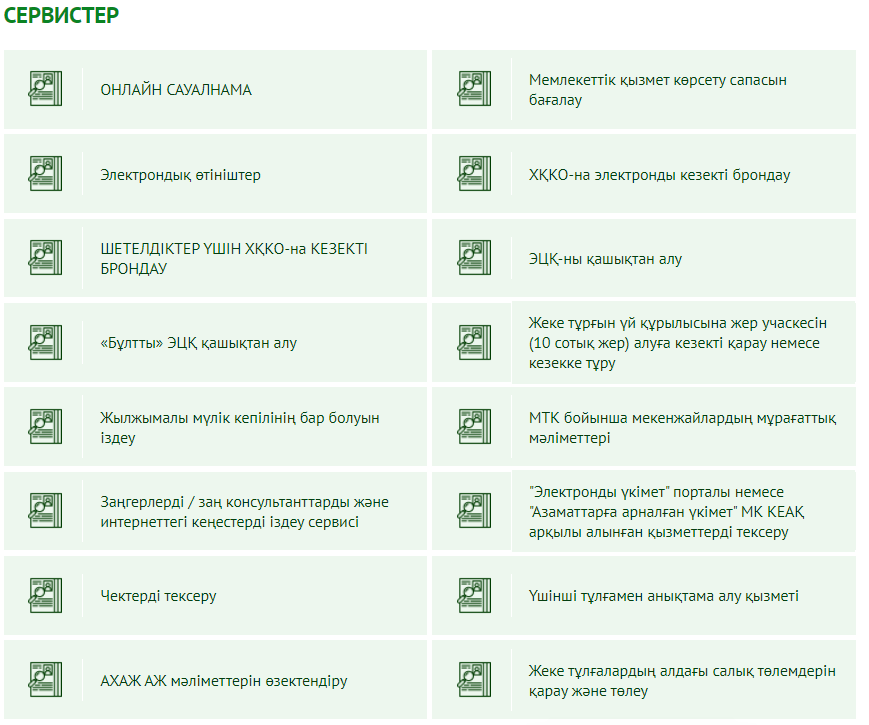 СЕРВИСТЕР
ОНЛАЙН САУАЛНАМА
Мемлекеттік қызмет көрсету сапасын
бағалау
Электрондық өтініштер
ХҚКО-на электронды кезекті брондау
ШЕТЕЛДІКТЕР ҮШІН ХҚКО-на КЕЗЕКТІ
БРОНДАУ
ЭЦҚ-ны қашықтан алу
«Бұлтты» ЭЦҚ қашықтан алу
Жеке тұрғын үй құрылысына жер учаскесін
(10 сотық жер) алуға кезекті қарау немесе
кезекке тұру
Жылжымалы мүлік кепілінің бар болуын
іздеу
МТК бойынша мекенжайлардың мұрағаттық
мәліметтері
Заңгерлерді / заң консультанттарды және
интернеттегі кеңестерді іздеу сервисі
"Электронды үкімет" порталы немесе
"Азаматтарға арналған үкімет" МК КЕАҚ
арқылы алынған қызметтерді тексеру
Чектерді тексеру
Үшінші тұлғамен анықтама алу қызметі
АХАЖ АЖ мәліметтерін өзектендіру
Жеке тұлғалардың алдағы салық төлемдерін
қарау және төлеу